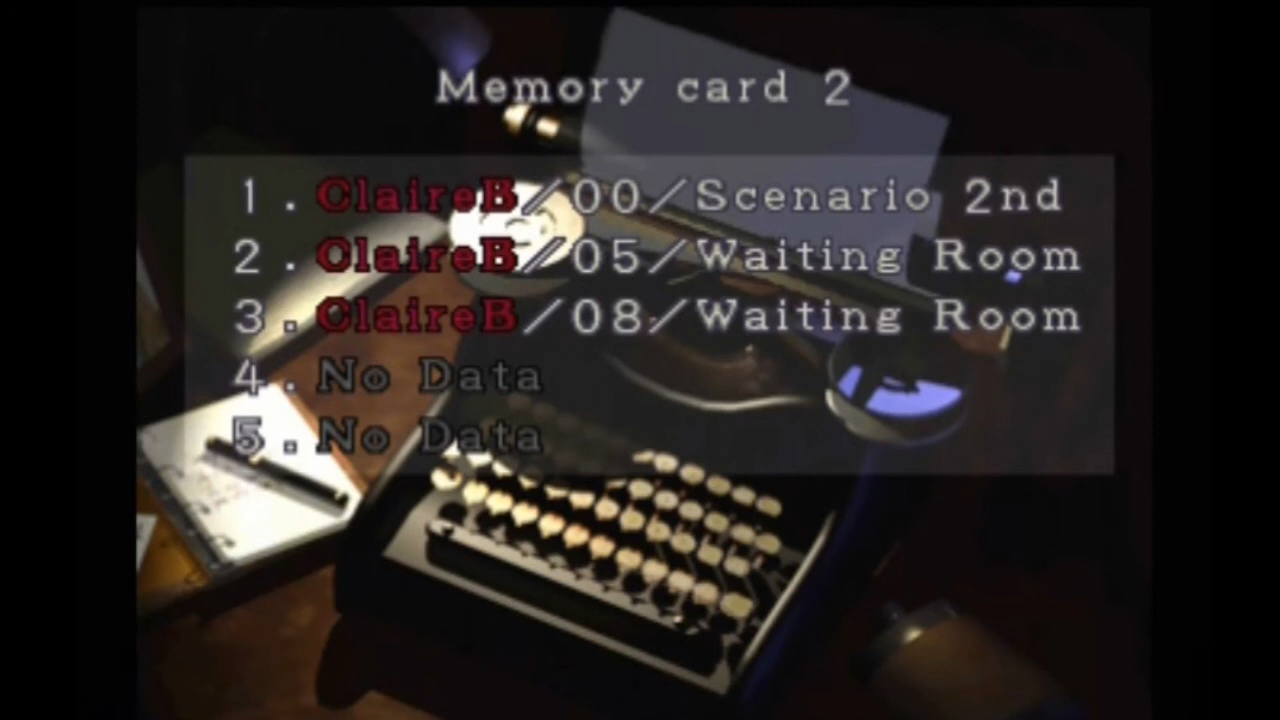 Memory card 2
1. ClaireB/00/Scenario 2nd
2. ClaireB/05/Waiting Room
3. ClaireB/08/Waiting Room
4. No Data
5. No Data